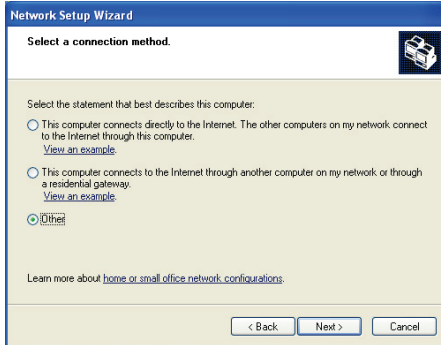 Network Setup Wizard
Select a connection method.
Select the statement that best describes this computer:
This computer connects directly to the Internet. The other computers on my network connect
to the Internet through this computer.
View an example.
This computer connects to the Internet through another computer on my network or through
a residential gateway.
View an example.
Other
Learn more about home or small office network configurations.
< Back Next > Cancel